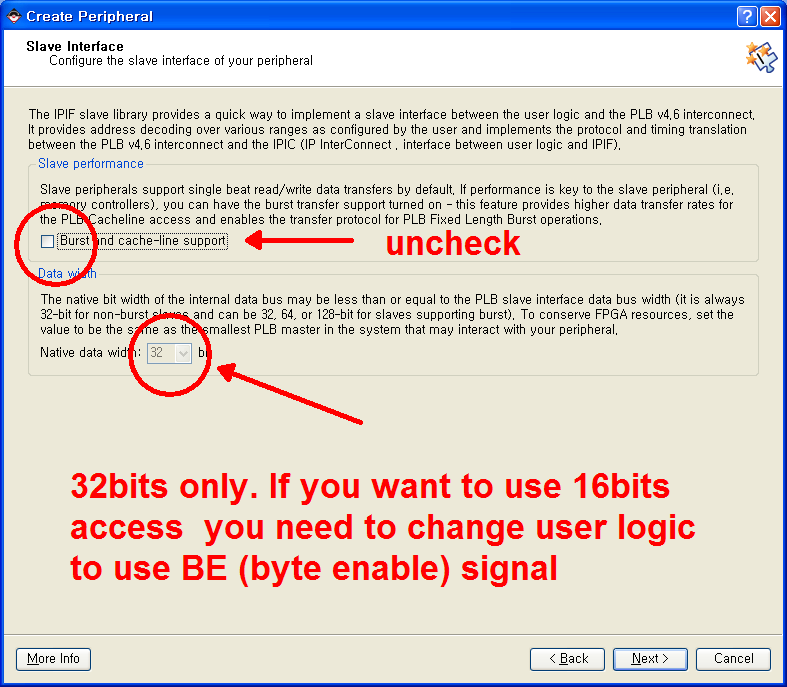 Create Peripheral
Slave Interface
Configure the slave interface of your peripheral
The IPIF slave library provides a quick way to implement a slave interface between the user logic and the PLB v4.6 interconnect.
It provides address decoding over various ranges as configured by the user and implements the protocol and timing translation
between the PLB v4.6 interconnect and the IPIC (IP InterConnect , interface between user logic and IPIF).
Slave performance
Slave peripherals support single beat read/write data transfers by default. If performance is key to the slave peripheral (i.e.
memory controllers), you can have the burst transfer support turned on - this feature provides higher data transfer rates for
the PLB Cacheline access and enables the transfer protocol for PLB Fixed Length Burst operations.
Burst and cache-line support
uncheck
Data width
The native bit width of the internal data bus may be less than or equal to the PLB slave interface data bus width (it is always
32-bit for non-burst slaves and can be 32, 64, or 128-bit for slaves supporting burst). To conserve FPGA resources, set the
value to be the same as the smallest PLB master in the system that may interact with your peripheral.
Native data width: 32
32bits only. If you want to use 16bits
access you need to change user logic
to use BE (byte enable) signal
More Info
< Back
Next >
Cancel